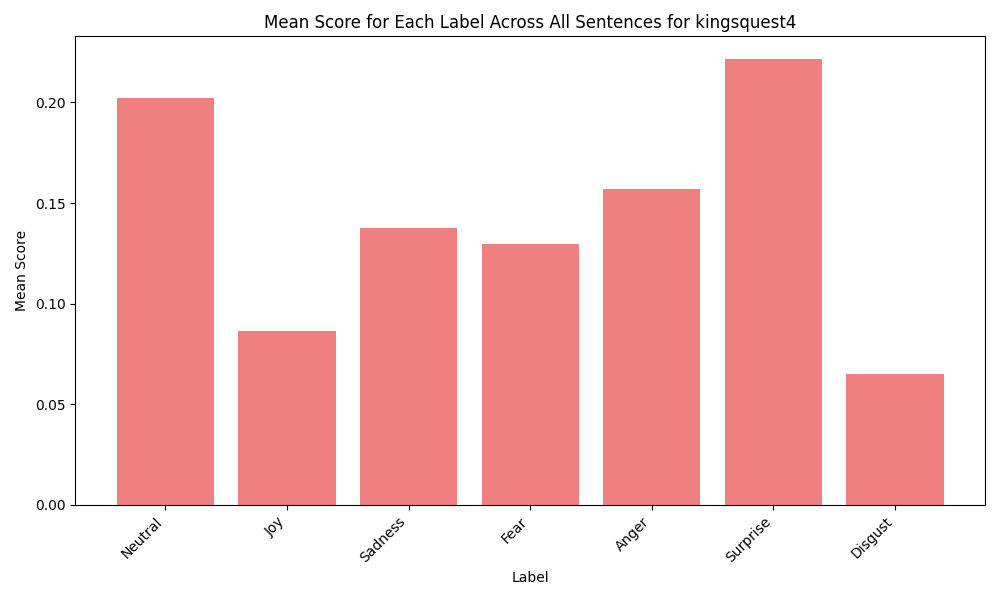 Mean Score for Each Label Across All Sentences for kingsquest4
Mean Score
0.20
0.15
0.10
0.05
0.00
Neutral
Joy
Sadness
Fear
Anger
Surprise
Disgust
Label